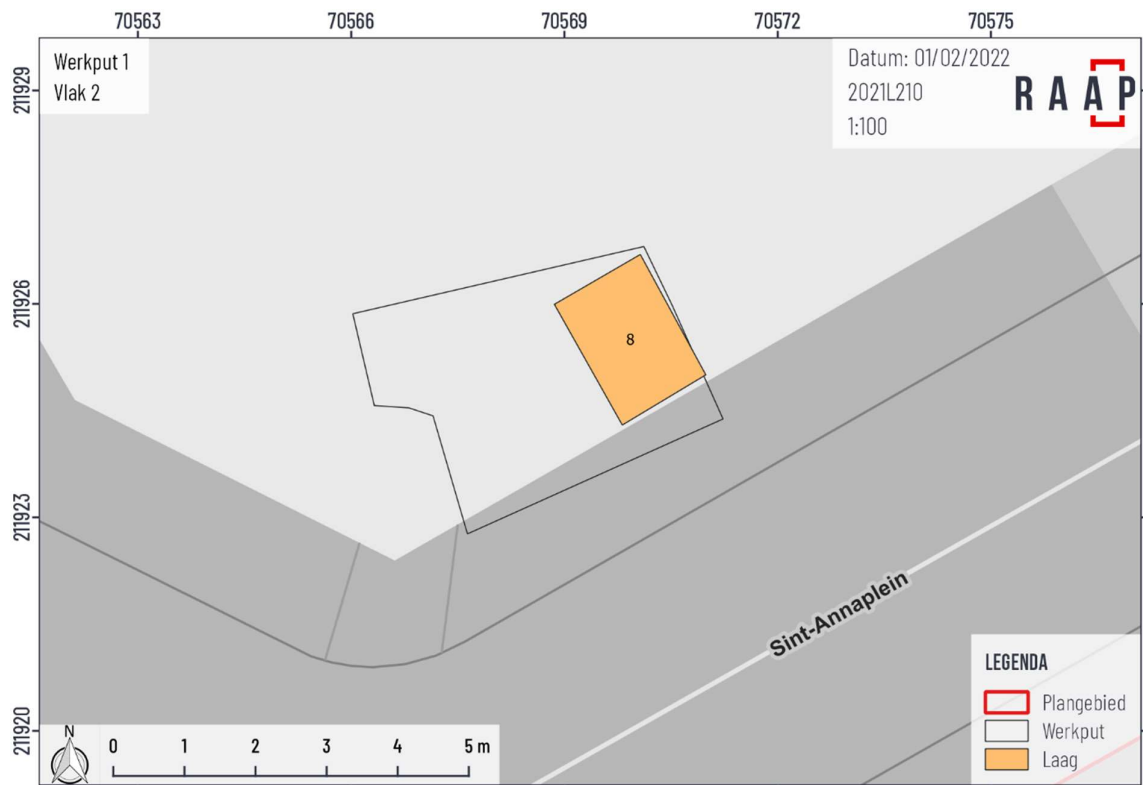 70563 70566 70569 70572 70575
Werkput 1
Vlak 2
Datum: 01/02/2022
2021L210
1:100
RAAP
211929
211926
211923
211920
8
Sint-Annaplein
LEGENDA
Plangebied
Werkput
Laag
N
0 1 2 3 4 5 m